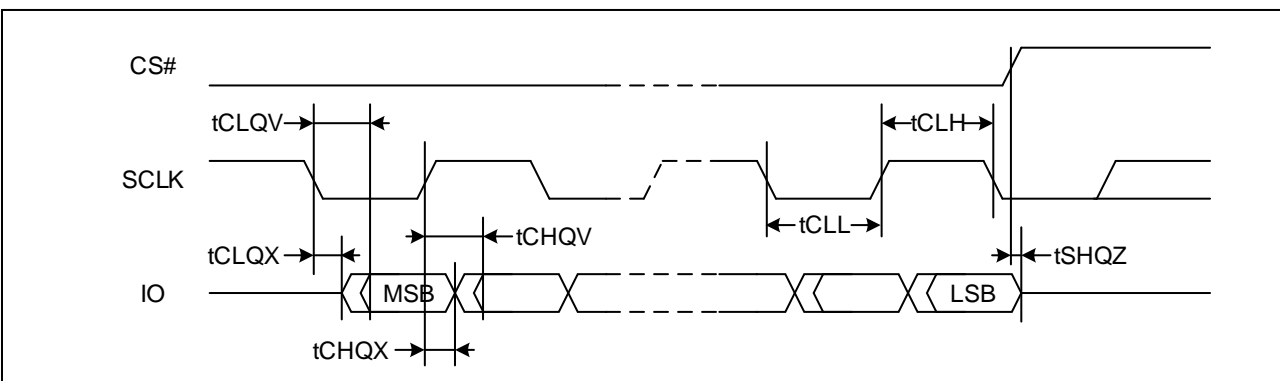 CS#
tCLQV
tCLH
SCLK
tCLL
tCHQV
tCLQX
tSHQZ
IO
MSB
LSB
tCHQX